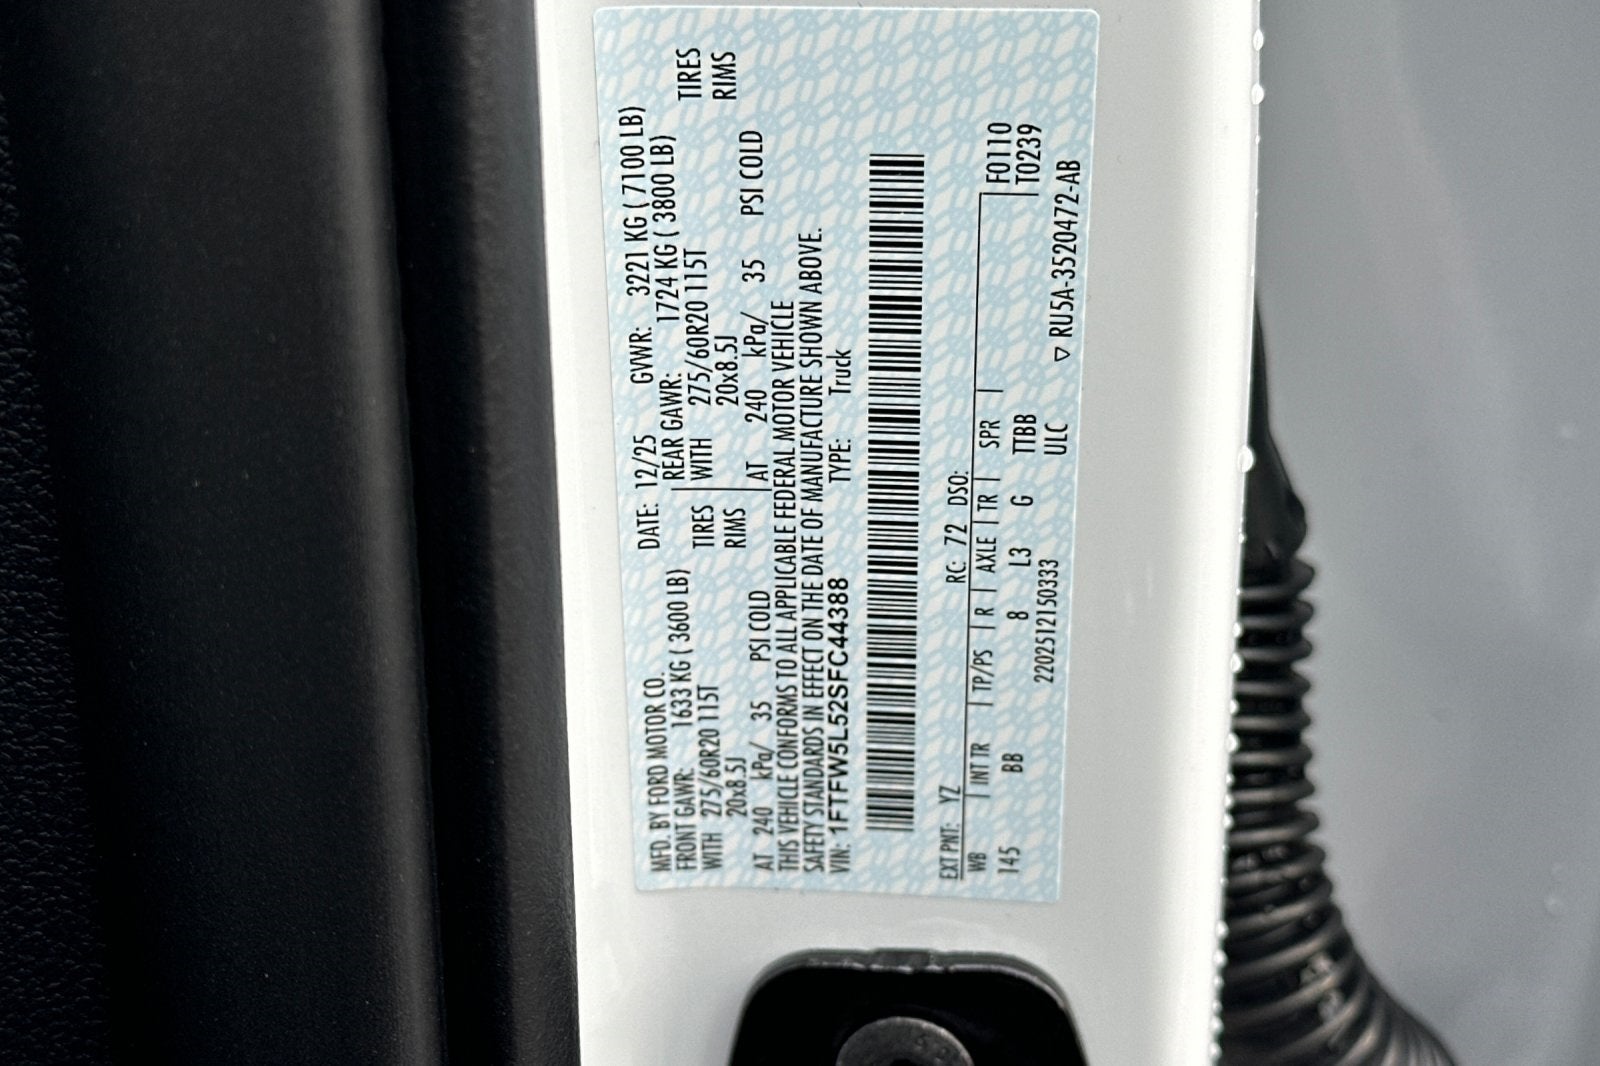 MFD. BY FORD MOTOR CO.
DATE: 12/25 GVWR: 3221 KG ( 7100 LB)
FRONT GAWR: 1633 KG ( 3600 LB)
REAR GAWR: 1724 KG ( 3800 LB)
WITH 275/60R20 115T TIRES
WITH 275/60R20 115T TIRES
20x8.5J RIMS
20x8.5J RIMS
AT 240 kPa/ 35 PSI COLD
AT 240 kPa/ 35 PSI COLD
THIS VEHICLE CONFORMS TO ALL APPLICABLE FEDERAL MOTOR VEHICLE
SAFETY STANDARDS IN EFFECT ON THE DATE OF MANUFACTURE SHOWN ABOVE.
VIN: 1FTFW5L52SFC44388 TYPE: Truck
EXT PNT: YZ RC: 72 DSO:
WB | INT TR | TP/PS | R | AXLE | TR | SPR | F0110
145 BB 8 L3 G TTBB T0239
2202512150333 ULC
▽ RU5A-3520472-AB